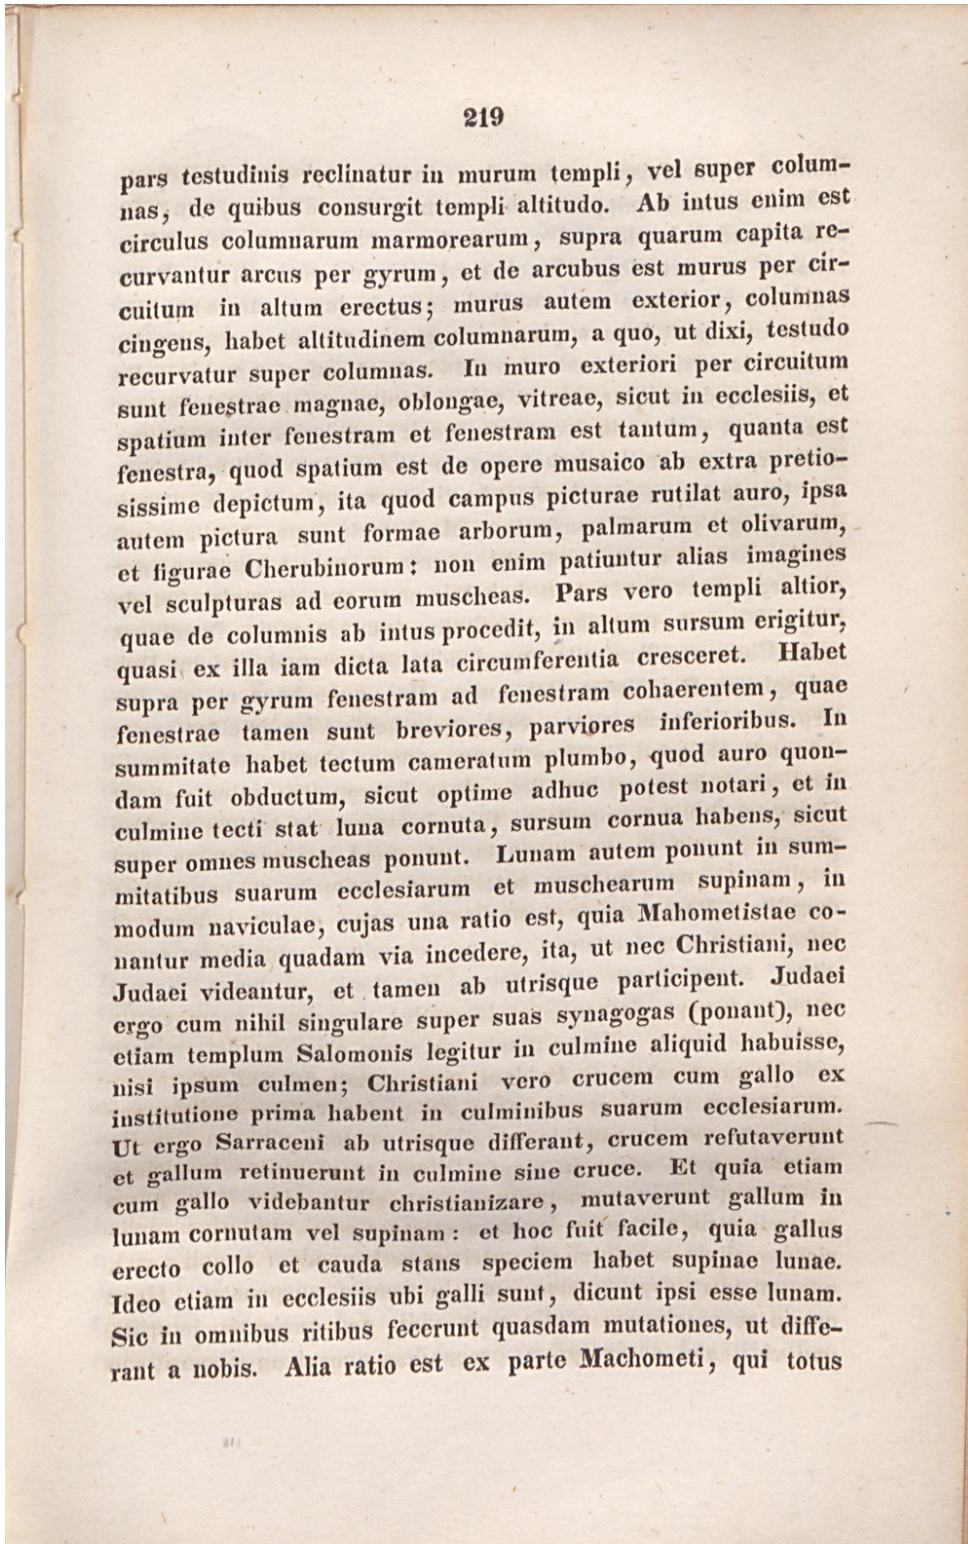 219
pars testudinis reclinatur in murum templi, vel super colum-
nas, de quibus consurgit templi altitudo. Ab intus enim est
circulus columnarum marmorearum, supra quarum capita re-
curvantur arcus per gyrum, et de arcubus est murus per cir-
cuitum in altum erectus; murus autem exterior, columnas
cingens, habet altitudinem columnarum, a quo, ut dixi, testudo
recurvatur super columnas. In muro exteriori per circuitum
sunt fenestrae magnae, oblongae, vitreae, sicut in ecclesiis, et
spatium inter fenestram et fenestram est tantum, quanta est
fenestra, quod spatium est de opere musaico ab extra pretio-
sissime depictum, ita quod campus picturae rutilat auro, ipsa
autem pictura sunt formae arborum, palmarum et olivarum,
et figurae Cherubinorum: non enim patiuntur alias imagines
vel sculpturas ad eorum muscheas. Pars vero templi altior,
quae de columnis ab intus procedit, in altum sursum erigitur,
quasi ex illa iam dicta lata circumferentia cresceret. Habet
supra per gyrum fenestram ad fenestram cohaerentem, quae
fenestrae tamen sunt breviores, parviores inferioribus. In
summitate habet tectum cameratum plumbo, quod auro quon-
dam fuit obductum, sicut optime adhuc potest notari, et in
culmine tecti stat luna cornuta, sursum cornua habens, sicut
super omnes muscheas ponunt. Lunam autem ponunt in sum-
mitatibus suarum ecclesiarum et muschearum supinam, in
modum naviculae, cujas una ratio est, quia Mahometistae co-
nantur media quadam via incedere, ita, ut nec Christiani, nec
Judaei videantur, et tamen ab utrisque participent. Judaei
ergo cum nihil singulare super suas synagogas (ponant), nec
etiam templum Salomonis legitur in culmine aliquid habuisse,
nisi ipsum culmen; Christiani vero crucem cum gallo ex
institutione prima habent in culminibus suarum ecclesiarum.
Ut ergo Sarraceni ab utrisque differant, crucem refutaverunt
et gallum retinuerunt in culmine sine cruce. Et quia etiam
cum gallo videbantur christianizare, mutaverunt gallum in
lunam cornutam vel supinam: et hoc fuit facile, quia gallus
erecto collo et cauda stans speciem habet supinae lunae.
Ideo etiam in ecclesiis ubi galli sunt, dicunt ipsi esse lunam.
Sic in omnibus ritibus fecerunt quasdam mutationes, ut diffe-
rant a nobis. Alia ratio est ex parte Machometi, qui totus